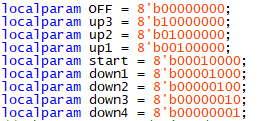 localparam OFF = 8'b00000000;
localparam up3 = 8'b10000000;
localparam up2 = 8'b01000000;
localparam up1 = 8'b00100000;
localparam start = 8'b00010000;
localparam down1 = 8'b00001000;
localparam down2 = 8'b00000100;
localparam down3 = 8'b00000010;
localparam down4 = 8'b00000001;